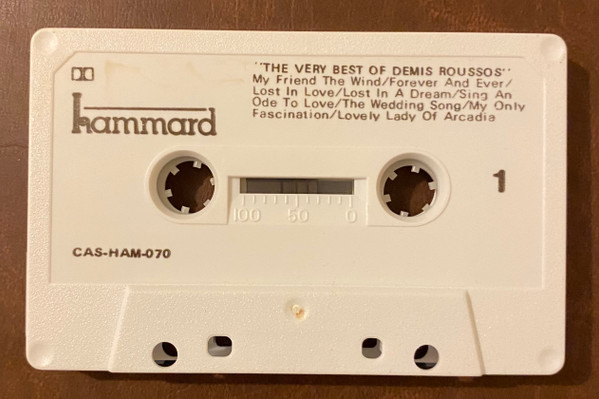 "THE VERY BEST OF DEMIS ROUSSOS"
My Friend The Wind/Forever And Ever/
Lost In Love/Lost In A Dream/Sing An
Ode To Love/The Wedding Song/My Only
Fascination/Lovely Lady Of Arcadia
hammard
1
100 50 0
CAS-HAM-070